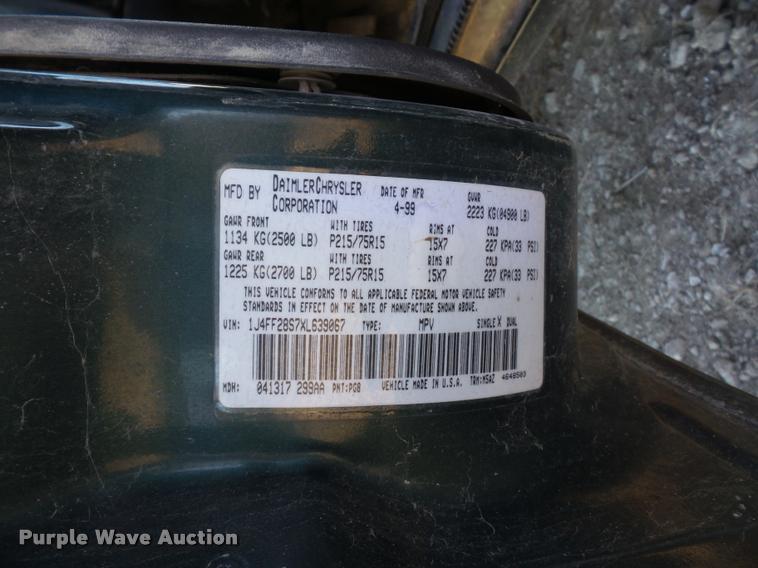 MFD BY DAIMLERCHRYSLER CORPORATION DATE OF MFR 4-99 GVWR 2223 KG(04900 LB)
GAWR FRONT WITH TIRES RIMS AT COLD
1134 KG(2500 LB) P215/75R15 15X7 227 KPA(33 PSI)
GAWR REAR WITH TIRES RIMS AT COLD
1225 KG(2700 LB) P215/75R15 15X7 227 KPA(33 PSI)
THIS VEHICLE CONFORMS TO ALL APPLICABLE FEDERAL MOTOR VEHICLE SAFETY
STANDARDS IN EFFECT ON THE DATE OF MANUFACTURE SHOWN ABOVE.
VIN: 1J4FF28S7XL639067 TYPE: MPV SINGLE X DUAL
MDH: 041317 299AA PNT:PG8 VEHICLE MADE IN U.S.A. TRM:M5AZ 4648503
Purple Wave Auction